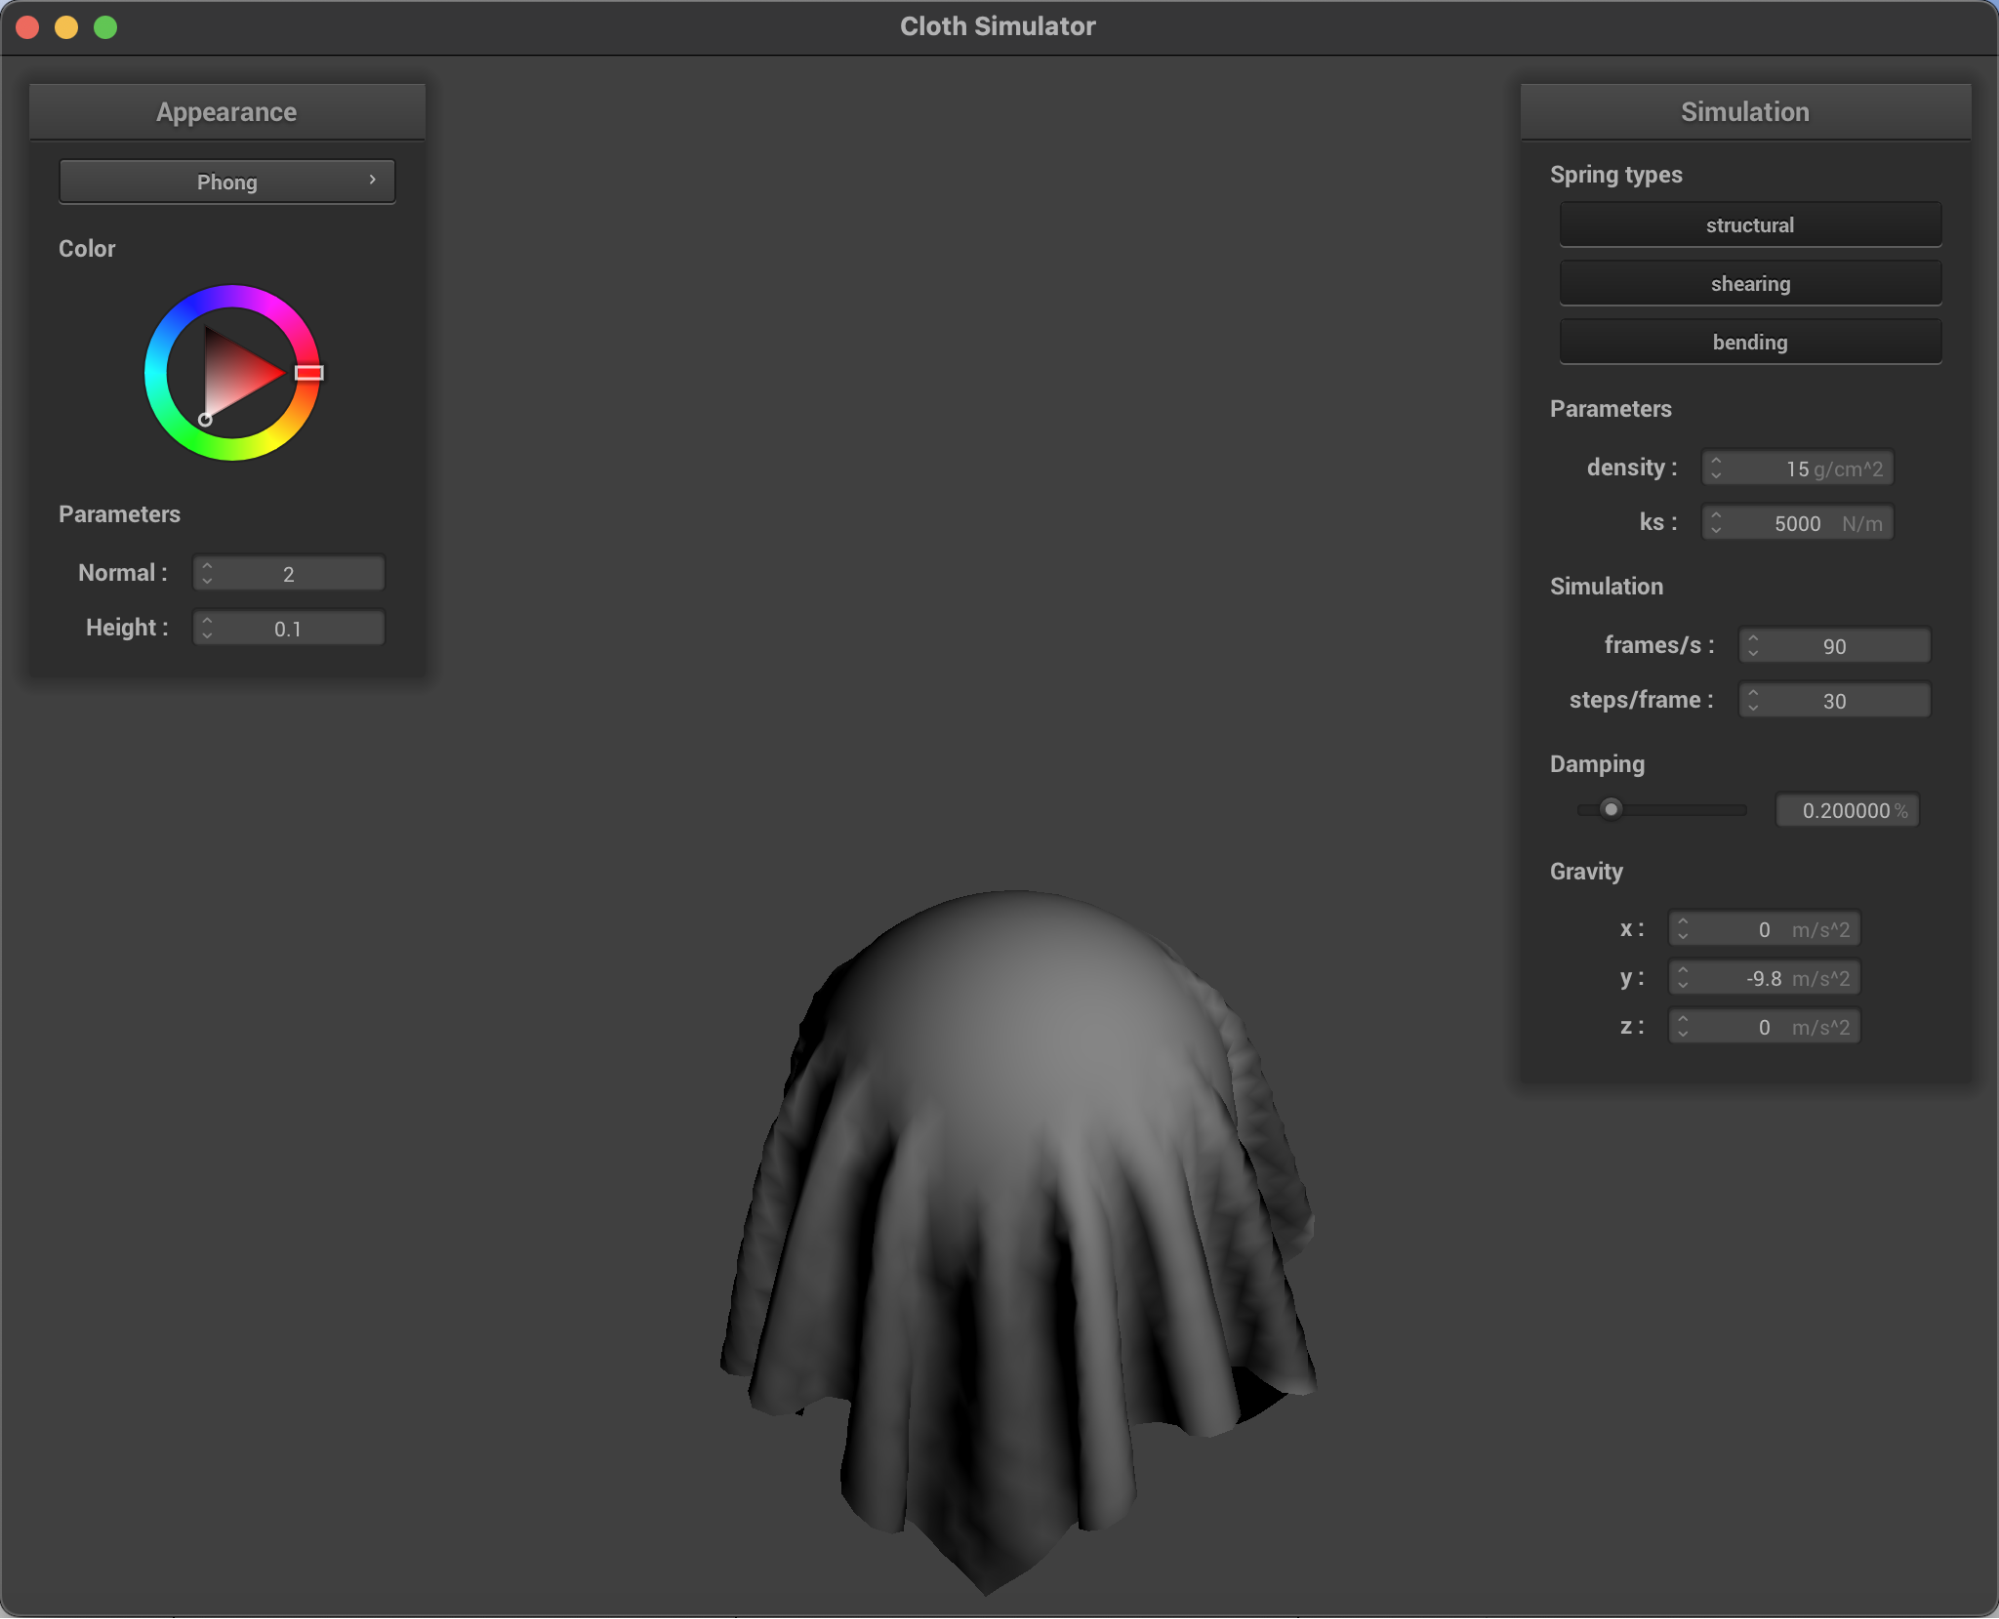 Cloth Simulator
Appearance
Phong
Color
Parameters
Normal : 2
Height : 0.1
Simulation
Spring types
structural
shearing
bending
Parameters
density : 15 g/cm^2
ks : 5000 N/m
Simulation
frames/s : 90
steps/frame : 30
Damping
0.200000 %
Gravity
x : 0 m/s^2
y : -9.8 m/s^2
z : 0 m/s^2